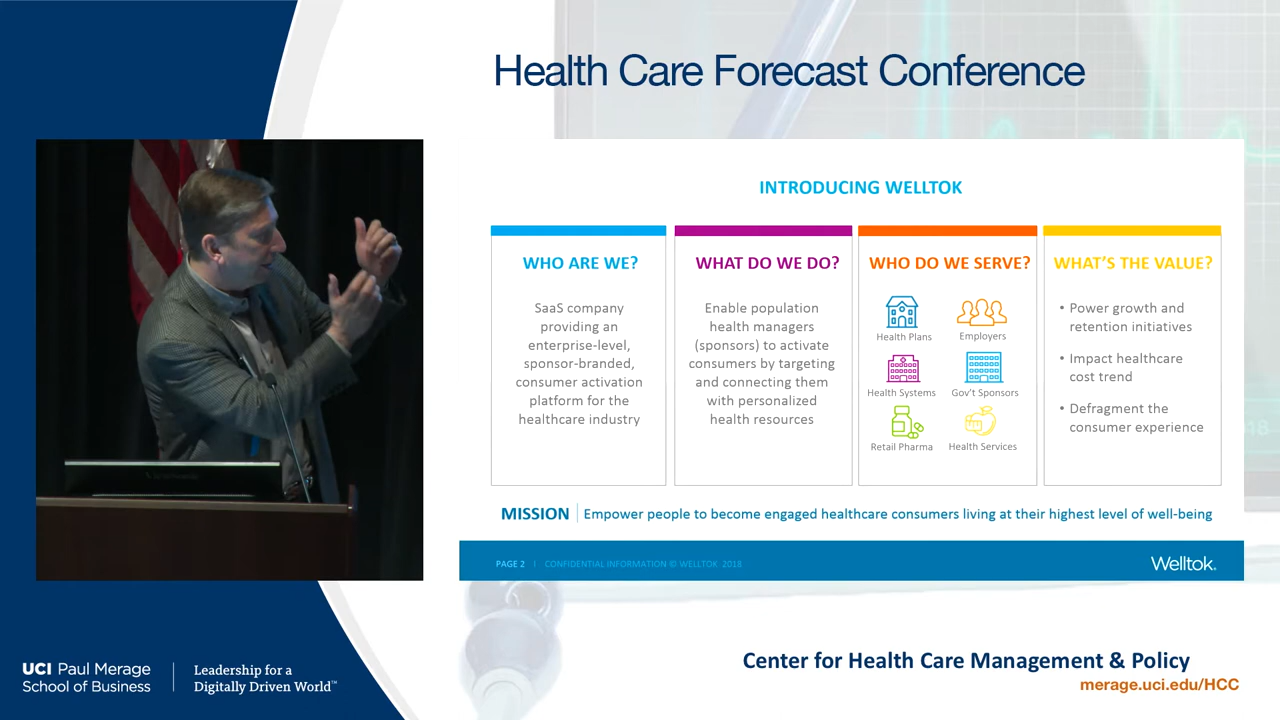 Health Care Forecast Conference
INTRODUCING WELLTOK
WHO ARE WE?
SaaS company
providing an
enterprise-level,
sponsor-branded,
consumer activation
platform for the
healthcare industry
WHAT DO WE DO?
Enable population
health managers
(sponsors) to activate
consumers by targeting
and connecting them
with personalized
health resources
WHO DO WE SERVE?
Health Plans
Employers
Health Systems
Gov't Sponsors
Retail Pharma
Health Services
WHAT'S THE VALUE?
• Power growth and
retention initiatives
• Impact healthcare
cost trend
• Defragment the
consumer experience
MISSION | Empower people to become engaged healthcare consumers living at their highest level of well-being
PAGE 2 | CONFIDENTIAL INFORMATION © WELLTOK 2018
Welltok.
UCI Paul Merage
School of Business
Leadership for a
Digitally Driven World™
Center for Health Care Management & Policy
merage.uci.edu/HCC